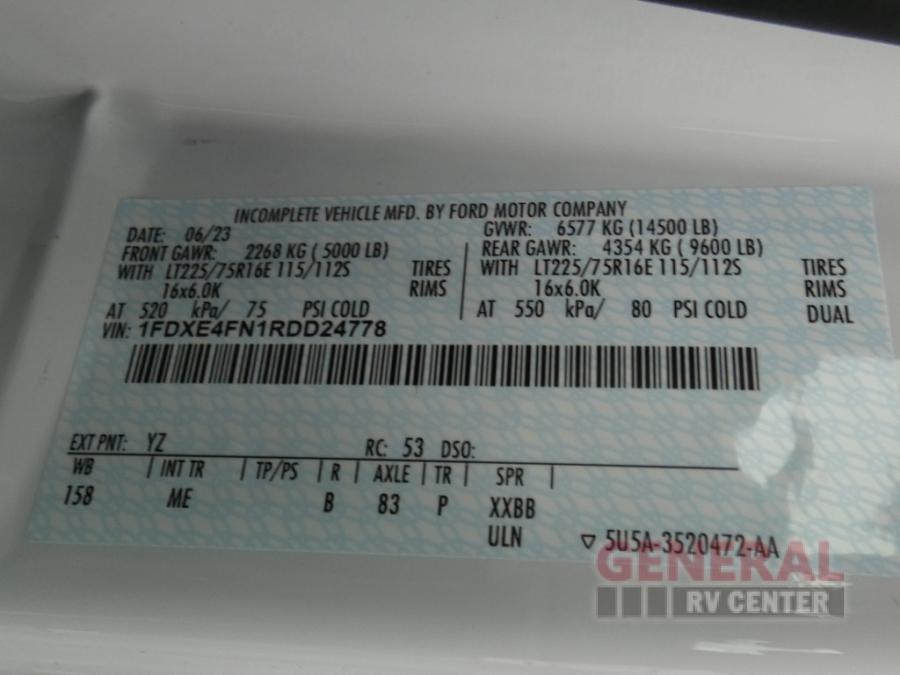 INCOMPLETE VEHICLE MFD. BY FORD MOTOR COMPANY
DATE: 06/23 GVWR: 6577 KG (14500 LB)
FRONT GAWR: 2268 KG ( 5000 LB) REAR GAWR: 4354 KG ( 9600 LB)
WITH LT225/75R16E 115/112S TIRES WITH LT225/75R16E 115/112S TIRES
16x6.0K RIMS 16x6.0K RIMS
AT 520 kPa/ 75 PSI COLD AT 550 kPa/ 80 PSI COLD DUAL
VIN: 1FDXE4FN1RDD24778
EXT PNT: YZ RC: 53 DSO:
WB INT TR TP/PS R AXLE TR SPR
158 ME B 83 P XXBB
ULN ▽ 5U5A-3520472-AA
GENERAL
RV CENTER